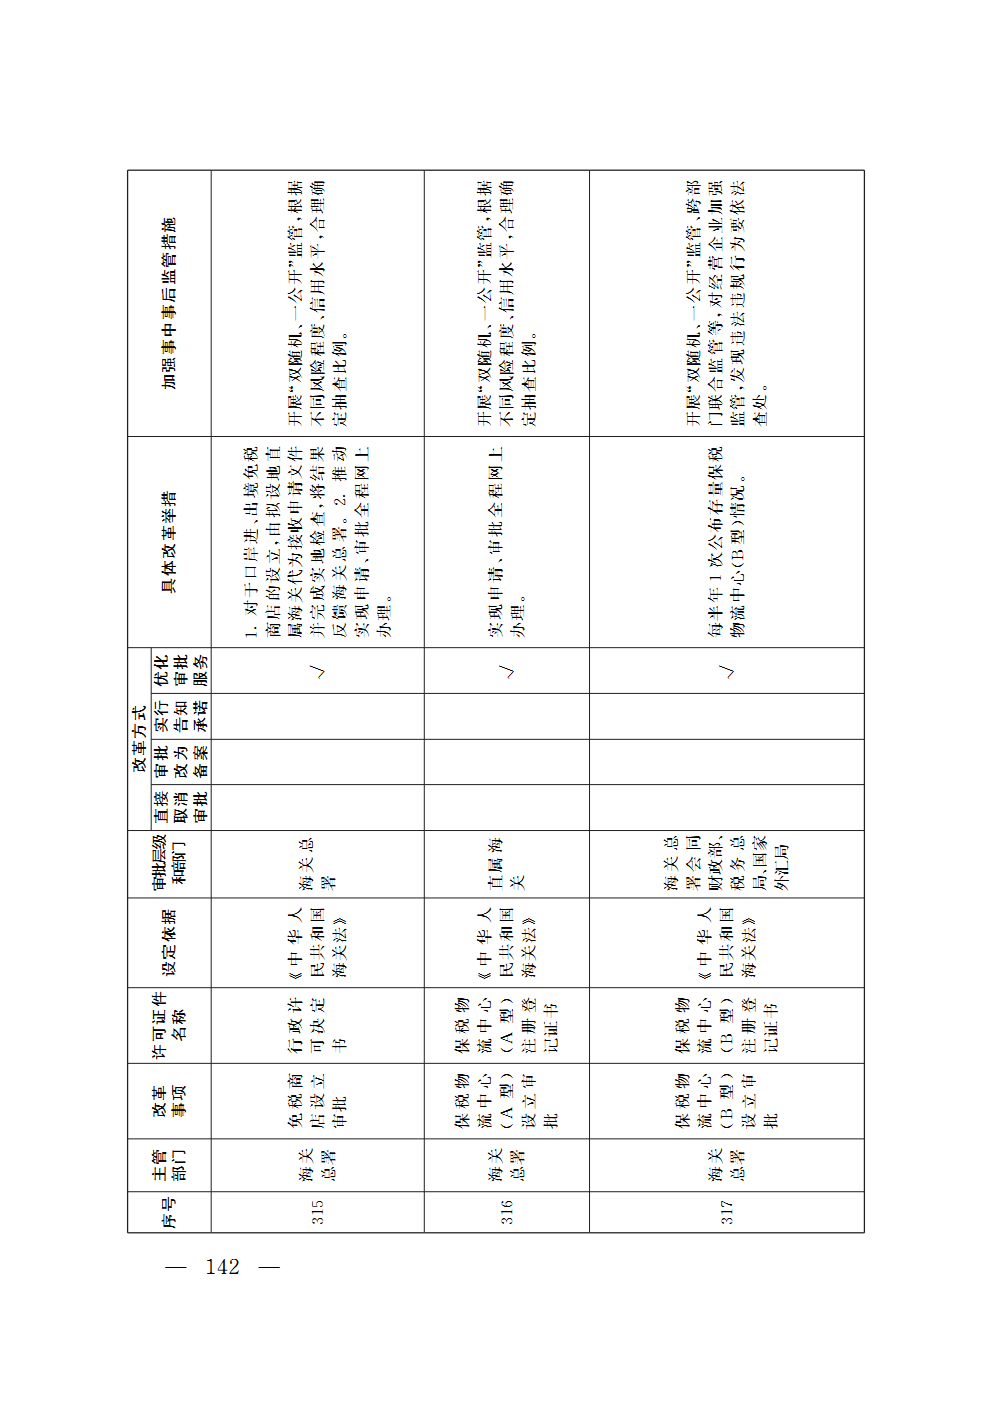 序号
主管
部门
改革
事项
许可证件
名称
设定依据
审批层级
和部门
改革方式
直接
取消
审批
审批
改为
备案
实行
告知
承诺
优化
审批
服务
具体改革举措
加强事中事后监管措施
315
海关
总署
免税商
店设立
审批
行政许
可决定
书
《中华人
民共和国
海关法》
海关总
署
√
1. 对于口岸进、出境免税
商店的设立,由拟设地直
属海关代为接收申请文件
并完成实地检查,将结果
反馈海关总署。2. 推动
实现申请、审批全程网上
办理。
开展“双随机、一公开”监管,根据
不同风险程度、信用水平,合理确
定抽查比例。
316
海关
总署
保税物
流中心
(A 型)
设立审
批
保税物
流中心
(A 型)
注册登
记证书
《中华人
民共和国
海关法》
直属海
关
√
实现申请、审批全程网上
办理。
开展“双随机、一公开”监管,根据
不同风险程度、信用水平,合理确
定抽查比例。
317
海关
总署
保税物
流中心
(B 型)
设立审
批
保税物
流中心
(B 型)
注册登
记证书
《中华人
民共和国
海关法》
海关总
署会同
财政部、
税务总
局、国家
外汇局
√
每半年 1 次公布存量保税
物流中心(B 型)情况。
开展“双随机、一公开”监管、跨部
门联合监管等,对经营企业加强
监管,发现违法违规行为要依法
查处。
— 142 —